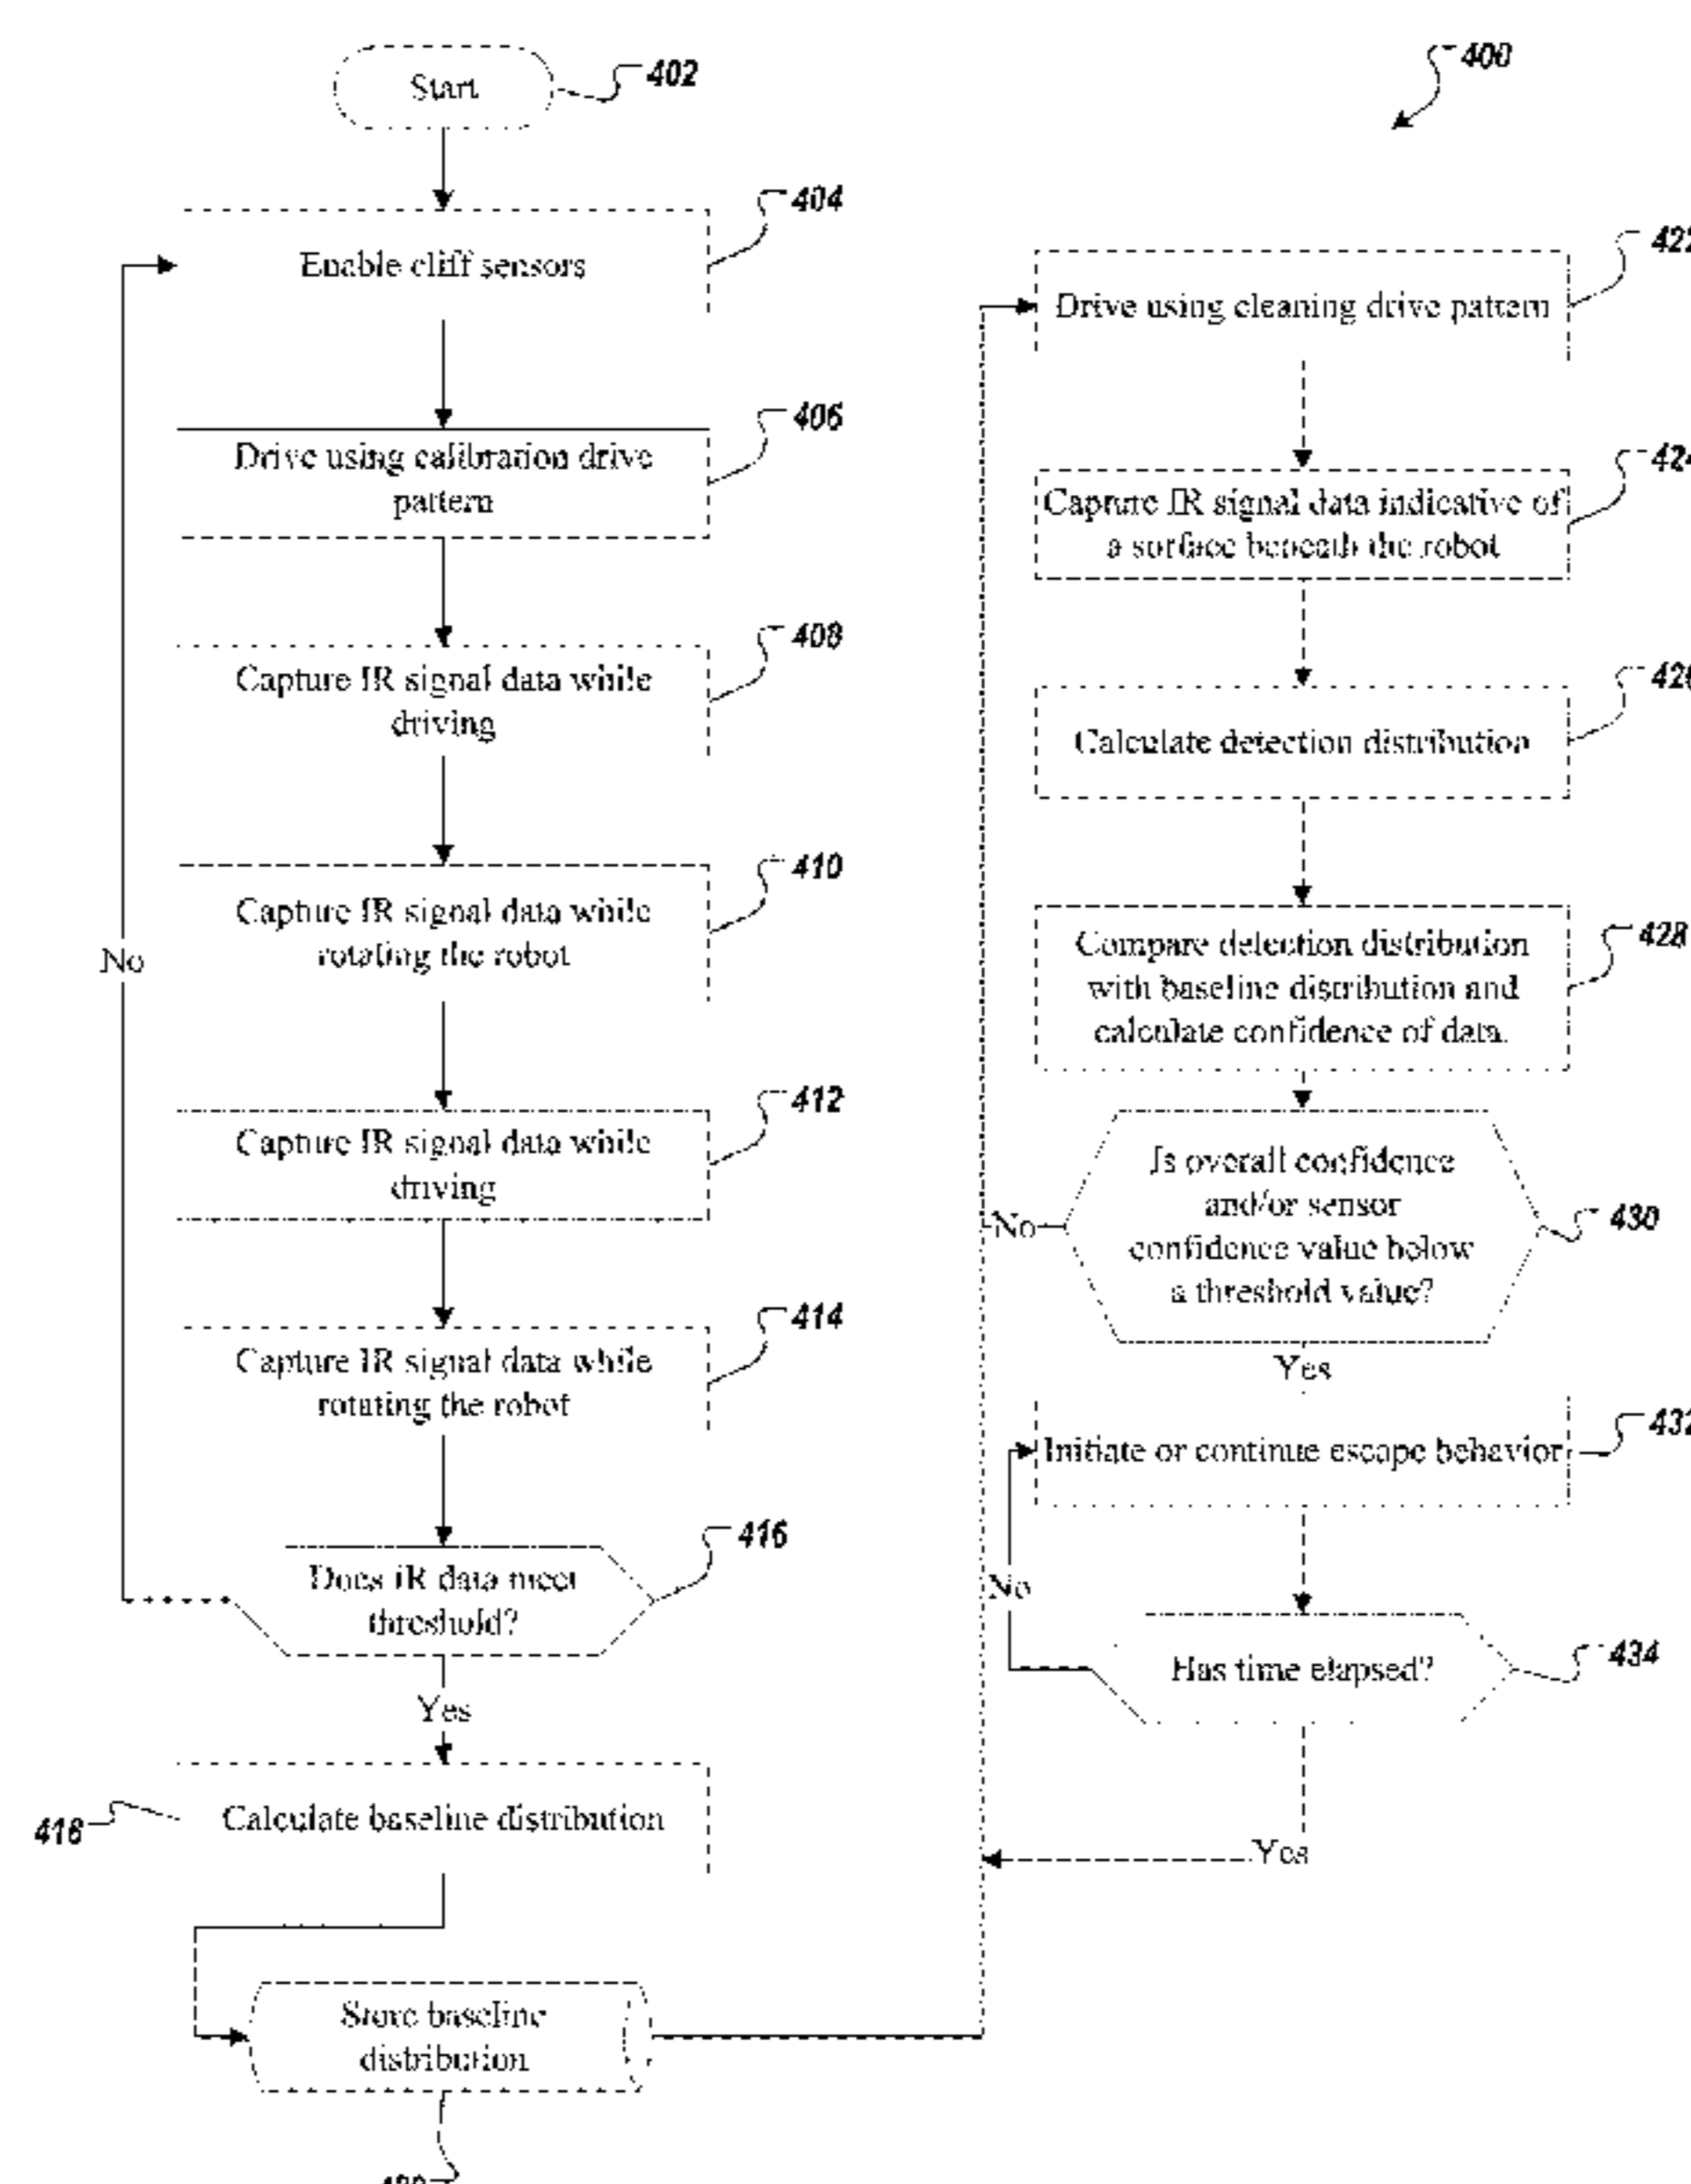 Start
402
400
404
Enable cliff sensors
406
Drive using calibration drive
pattern
408
Capture IR signal data while
driving
410
Capture IR signal data while
rotating the robot
No
412
Capture IR signal data while
driving
414
Capture IR signal data while
rotating the robot
416
Does IR data meet
threshold?
Yes
418
Calculate baseline distribution
Store baseline
distribution
422
Drive using cleaning drive pattern
424
Capture IR signal data indicative of
a surface beneath the robot
426
Calculate detection distribution
428
Compare detection distribution
with baseline distribution and
calculate confidence of data.
430
Is overall confidence
and/or sensor
confidence value below
a threshold value?
No
Yes
432
Initiate or continue escape behavior
No
434
Has time elapsed?
Yes